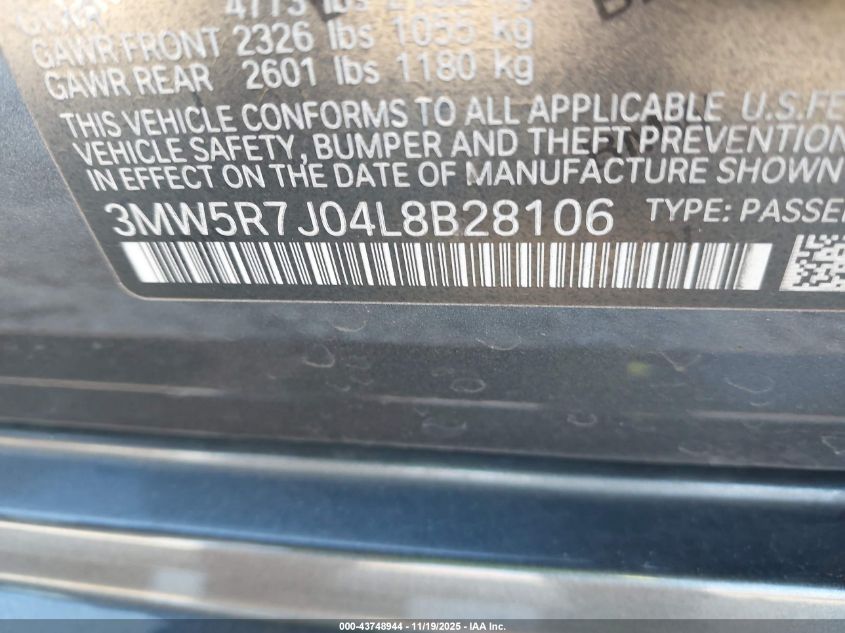 4773 lbs
GAWR FRONT 2326 lbs 1055 kg
GAWR REAR 2601 lbs 1180 kg
THIS VEHICLE CONFORMS TO ALL APPLICABLE U.S.FE
VEHICLE SAFETY, BUMPER AND THEFT PREVENTION
IN EFFECT ON THE DATE OF MANUFACTURE SHOWN
3MW5R7J04L8B28106 TYPE: PASSE
000-43748944 - 11/19/2025 - IAA Inc.